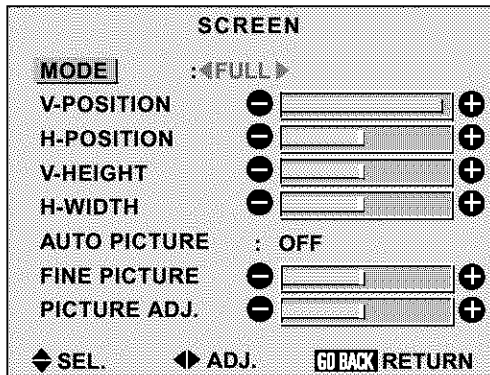 SCREEN
MODE :◀FULL▶
V-POSITION
H-POSITION
V-HEIGHT
H-WIDTH
AUTO PICTURE : OFF
FINE PICTURE
PICTURE ADJ.
SEL. ADJ. GO BACK RETURN